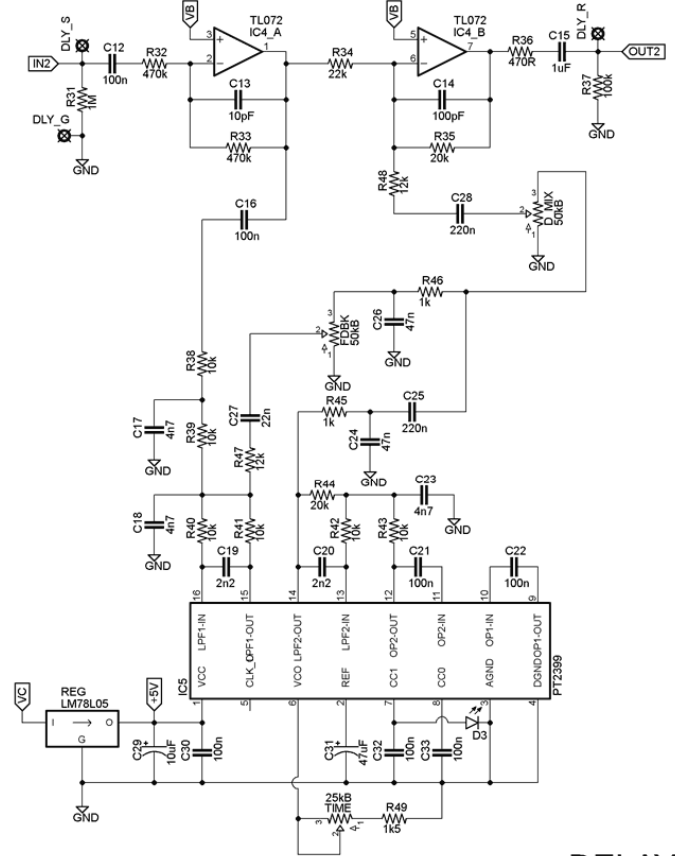 DLY_S
VB
TL072
IC4_A
VB
TL072
IC4_B
DLY_R
IN2
C12
100n
R32
470k
3
2
1
R34
22k
5
6
7
R36
470R
C15
1uF
OUT2
R31
1M
C13
10pF
C14
100pF
R37
100k
DLY_G
GND
R33
470k
R35
20k
GND
R48
12k
C16
100n
C28
220n
3
2
1
D_MIX
50kB
GND
R46
1k
3
2
1
FDBK
50kB
C26
47n
GND
R38
10k
GND
C25
220n
R45
1k
C27
22n
C17
4n7
R39
10k
C24
47n
GND
R47
12k
GND
R44
20k
C23
4n7
C18
4n7
R40
10k
R41
10k
R42
10k
R43
10k
GND
GND
C19
2n2
C20
2n2
C21
100n
C22
100n
16
15
14
13
12
11
10
9
LPF1-IN
LPF1-OUT
LPF2-OUT
LPF2-IN
OP2-OUT
OP2-IN
OP1-IN
OP1-OUT
VCC
CLK_O
VCO
REF
CC1
CC0
AGND
DGND
IC5
PT2399
1
5
6
2
7
8
3
4
VC
REG
LM78L05
+5V
I
O
G
C29
10uF
C30
100n
C31
47uF
C32
100n
C33
100n
D3
GND
25kB
TIME
3
2
1
R49
1k5